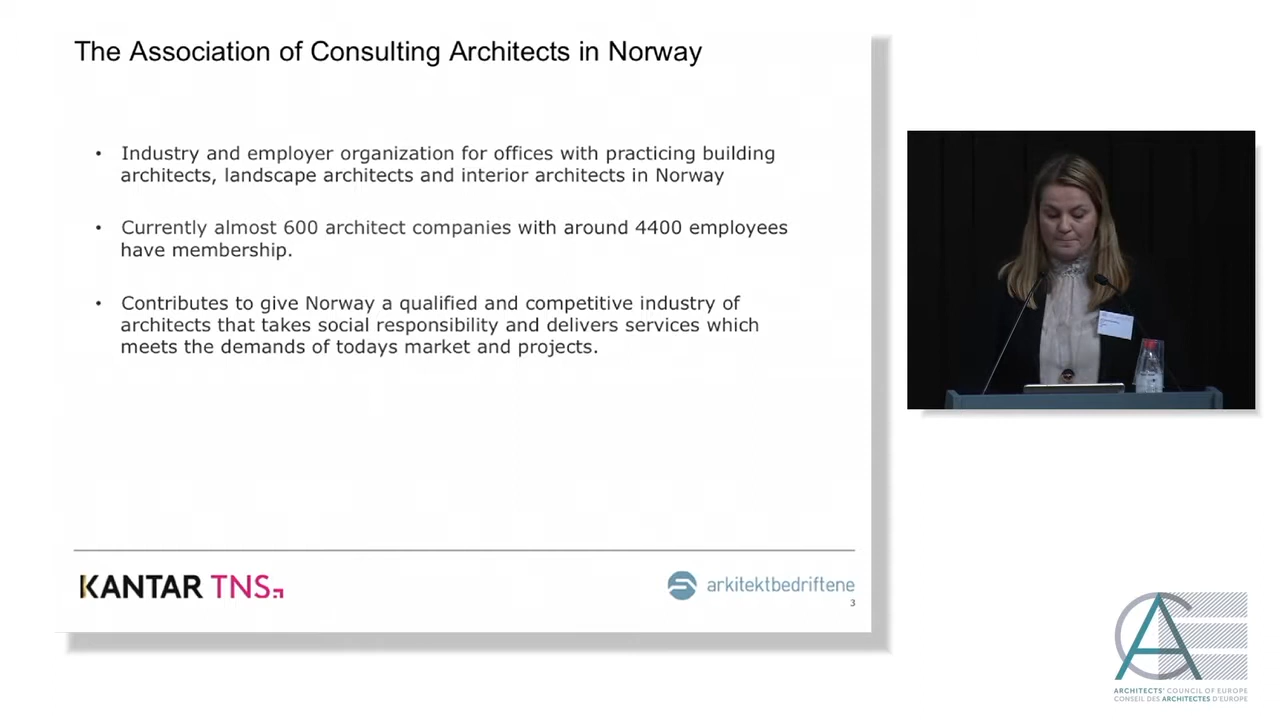 The Association of Consulting Architects in Norway
• Industry and employer organization for offices with practicing building
architects, landscape architects and interior architects in Norway
• Currently almost 600 architect companies with around 4400 employees
have membership.
• Contributes to give Norway a qualified and competitive industry of
architects that takes social responsibility and delivers services which
meets the demands of todays market and projects.
KANTAR TNS
arkitektbedriftene
3
ACE
ARCHITECTS' COUNCIL OF EUROPE
CONSEIL DES ARCHITECTES D'EUROPE